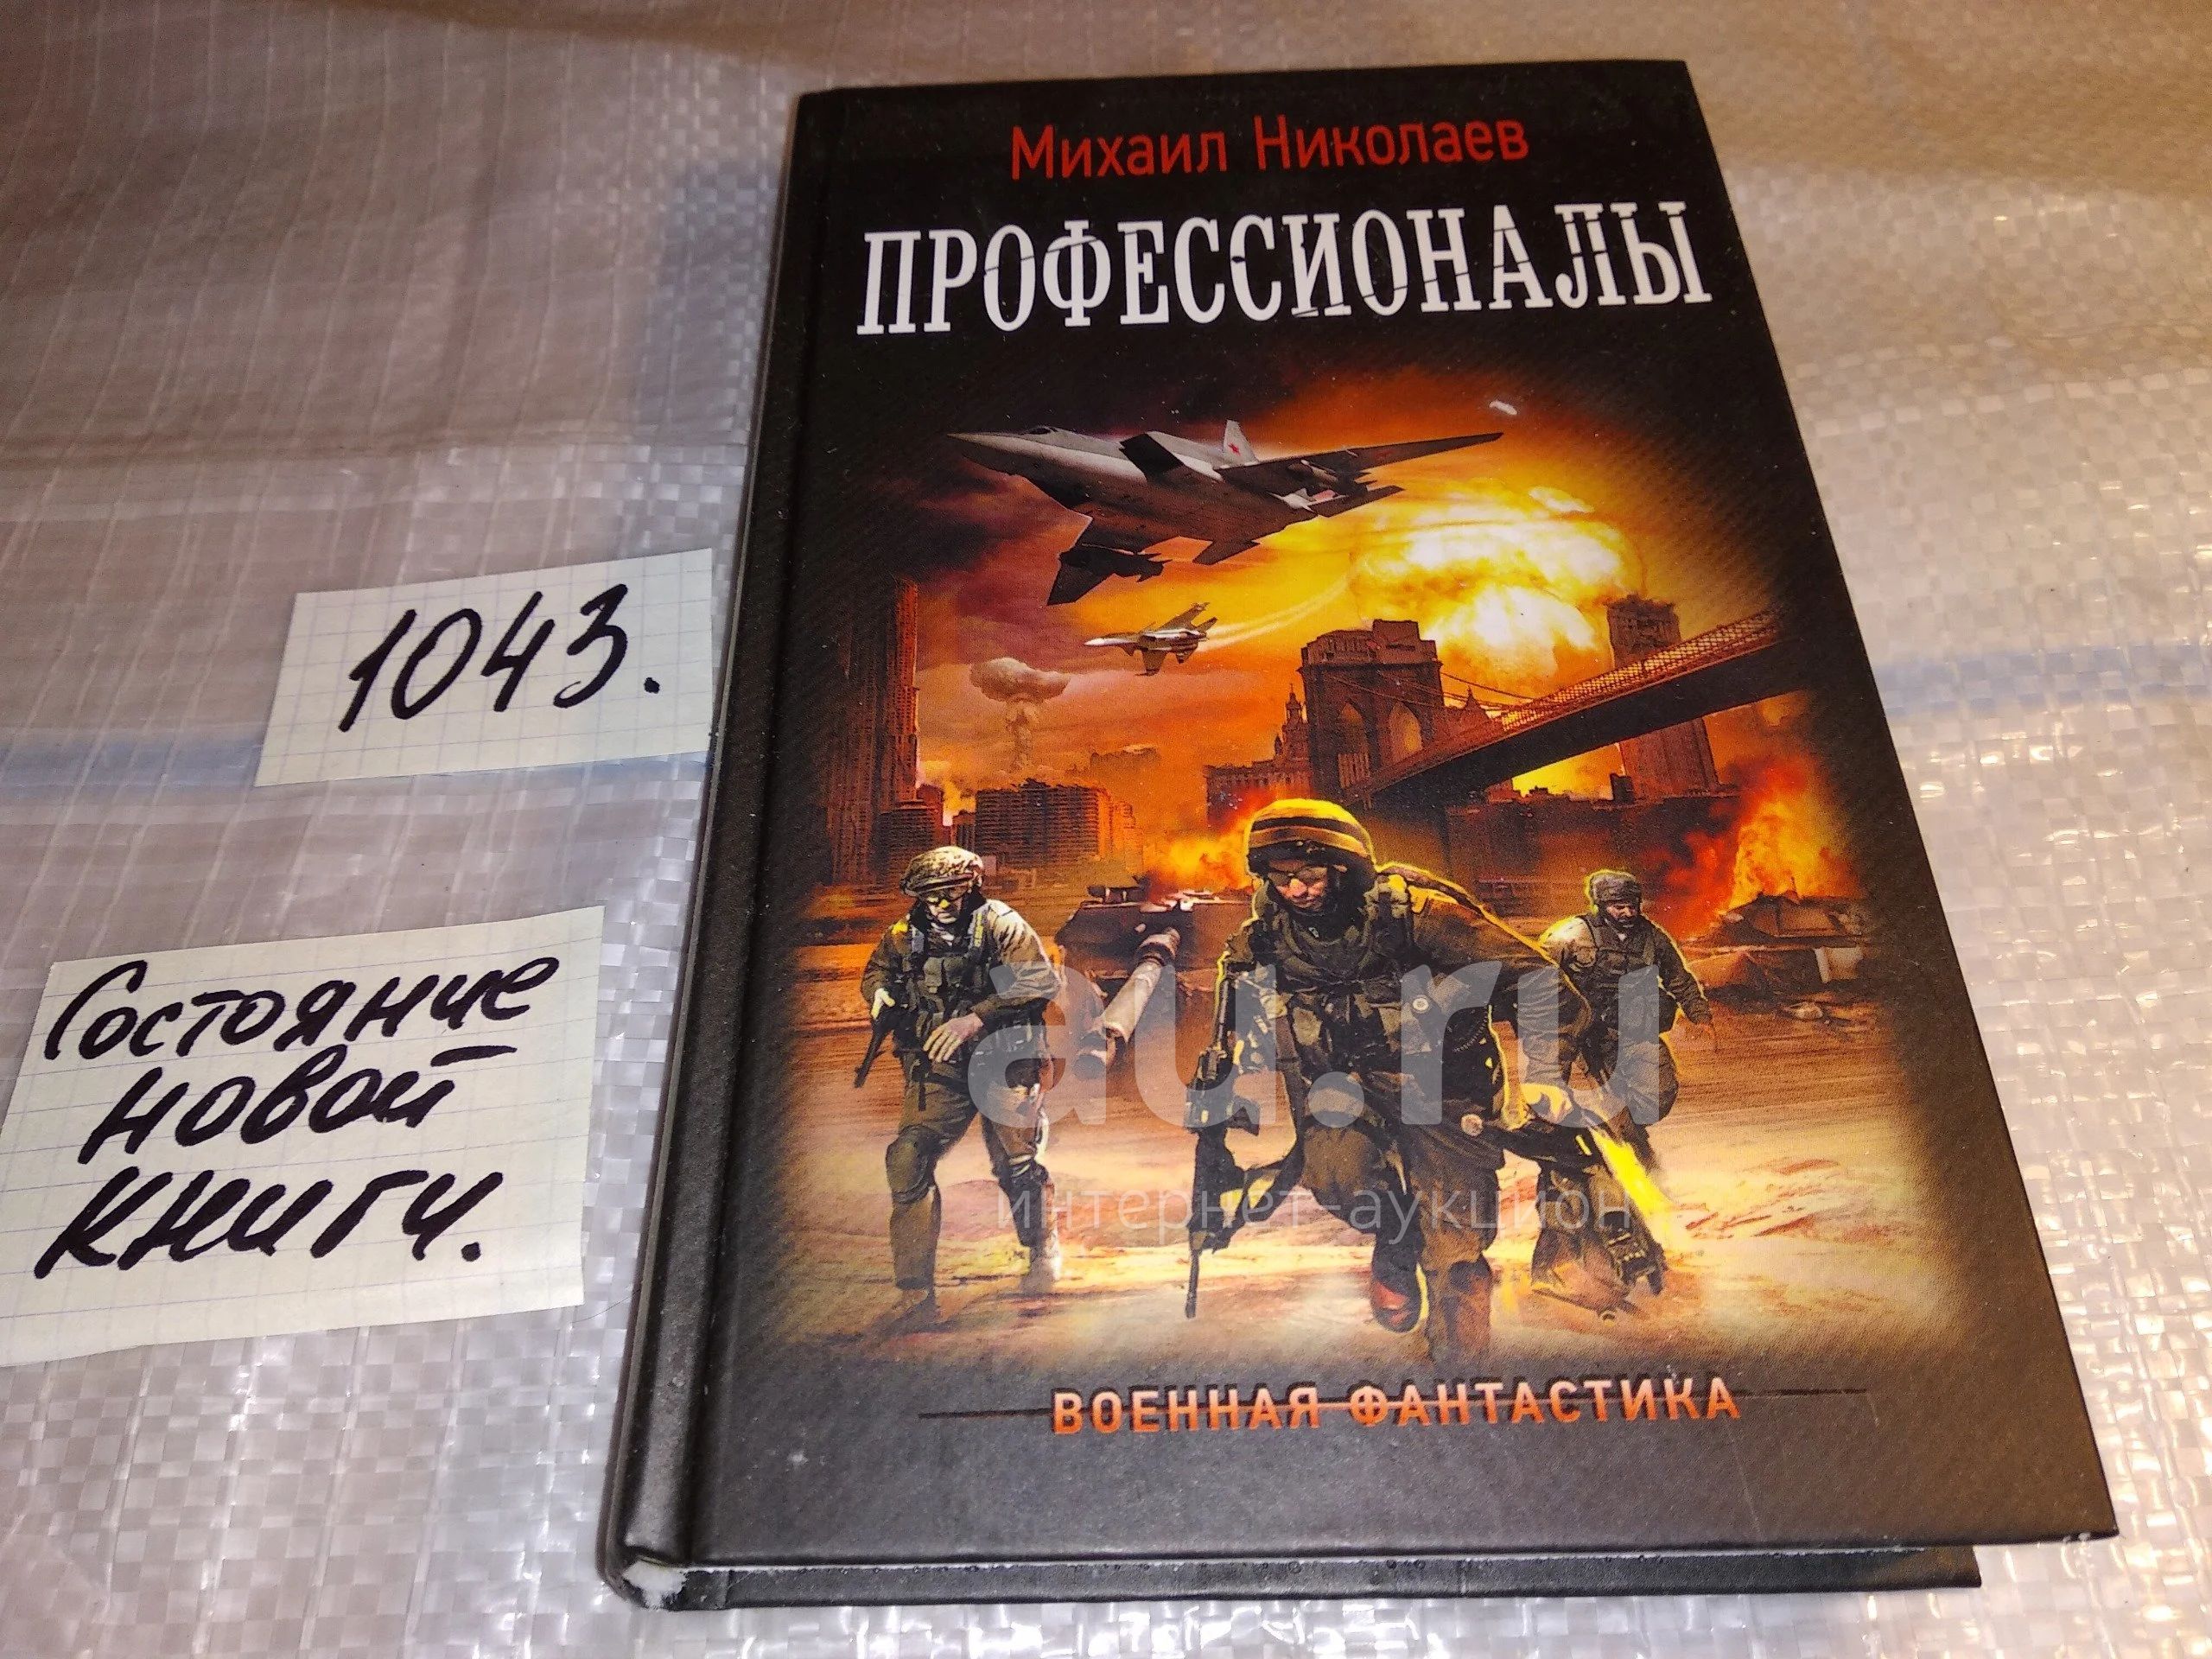 Михаил Николаев
ПРОФЕССИОНАЛЫ
1043.
Состояние
новой
книги.
au.ru
интернет-аукцион
ВОЕННАЯ ФАНТАСТИКА